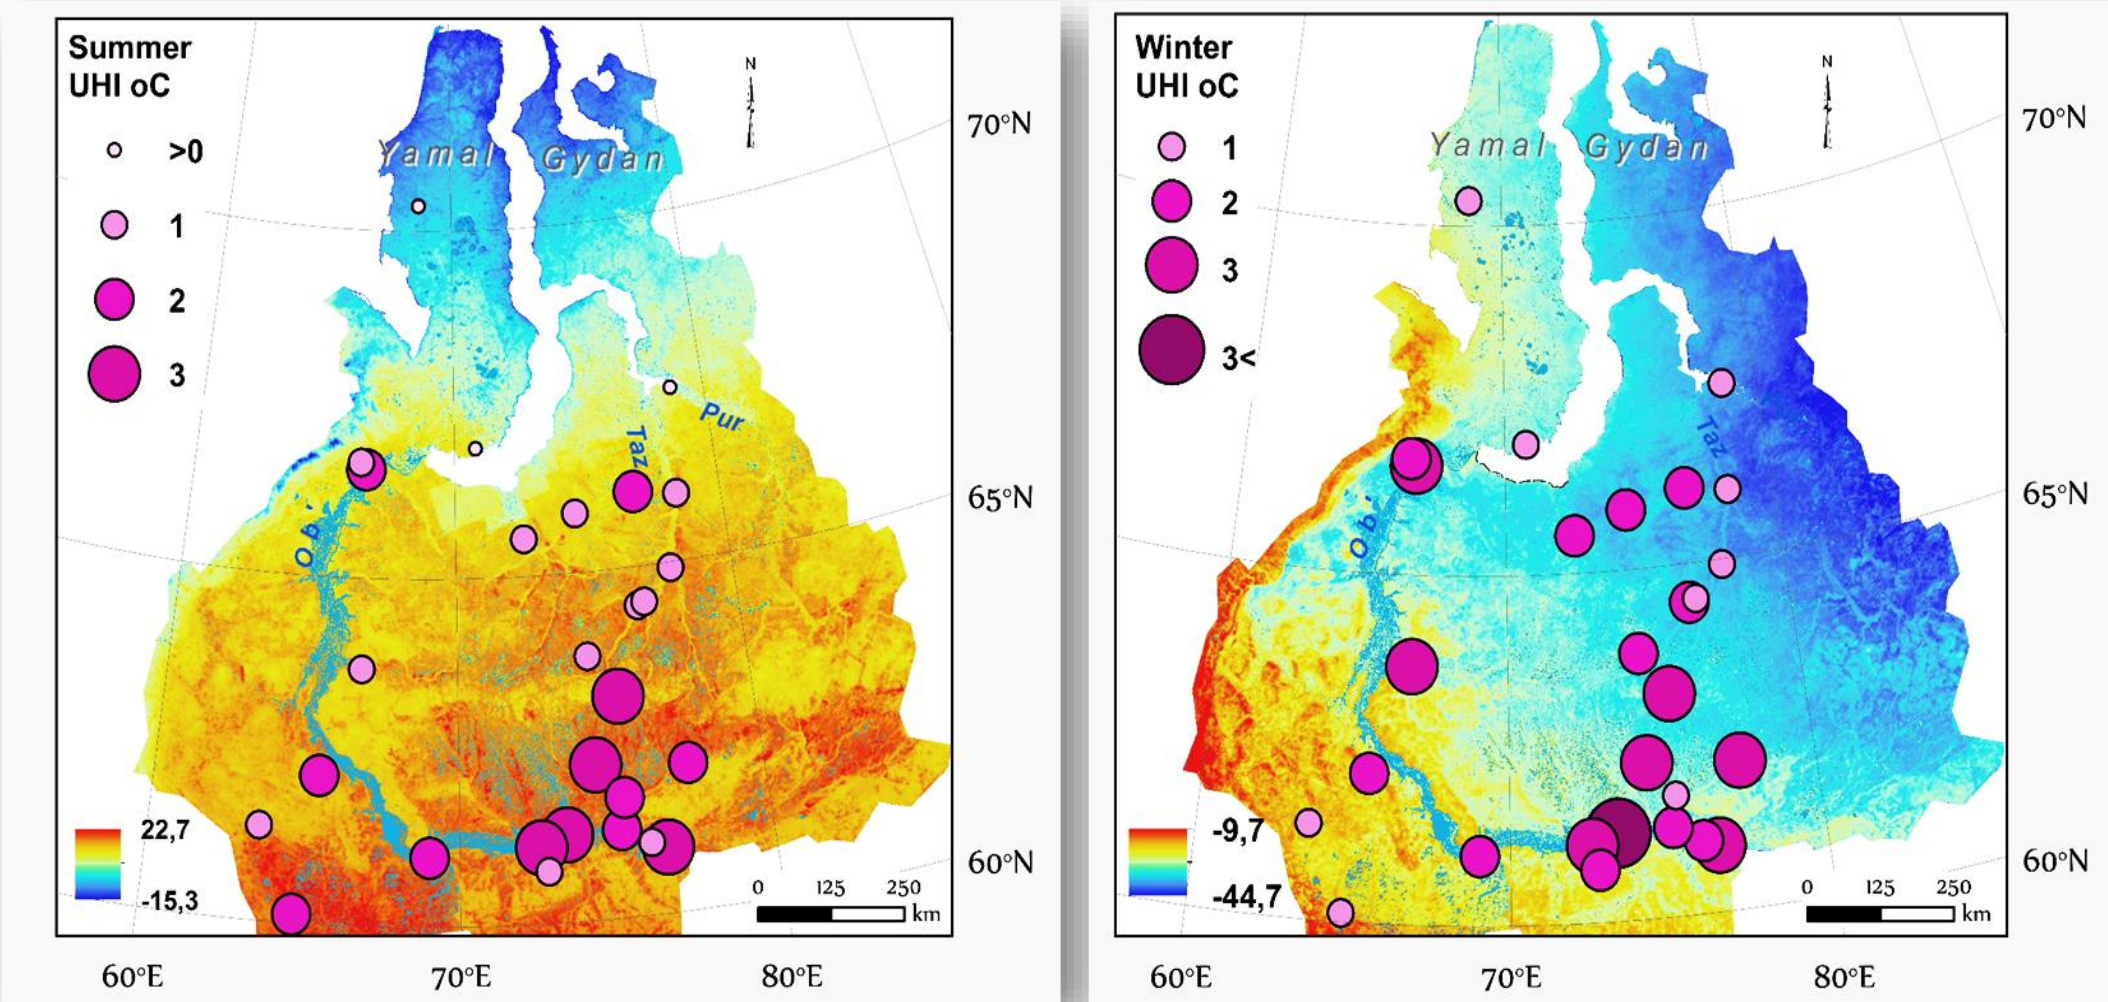 Summer
UHI oC
>0
1
2
3
N
Yamal
Gydan
Pur
Taz
Ob'
22,7
-15,3
0 125 250
km
70°N
65°N
60°N
60°E 70°E 80°E
Winter
UHI oC
1
2
3
3<
N
Yamal
Gydan
Taz
Ob'
-9,7
-44,7
0 125 250
km
70°N
65°N
60°N
60°E 70°E 80°E